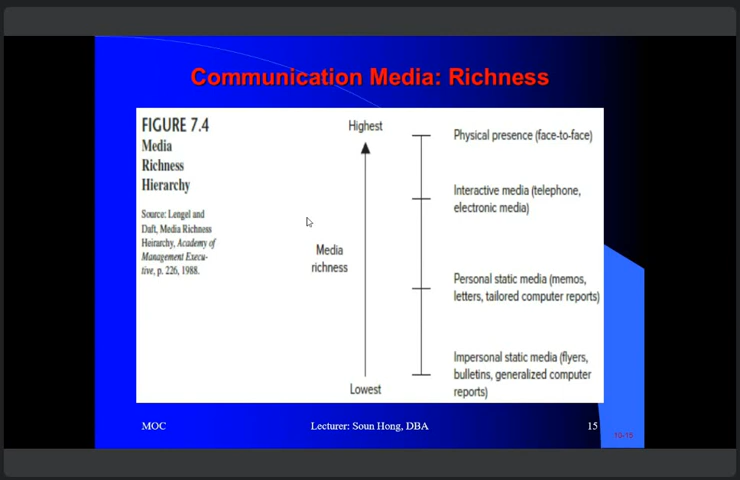 Communication Media: Richness
FIGURE 7.4
Media
Richness
Hierarchy
Source: Lengel and
Daft, Media Richness
Heirarchy, Academy of
Management Execu-
tive, p. 226, 1988.
Highest
Media
richness
Lowest
Physical presence (face-to-face)
Interactive media (telephone,
electronic media)
Personal static media (memos,
letters, tailored computer reports)
Impersonal static media (flyers,
bulletins, generalized computer
reports)
MOC
Lecturer: Soun Hong, DBA
15
10-15